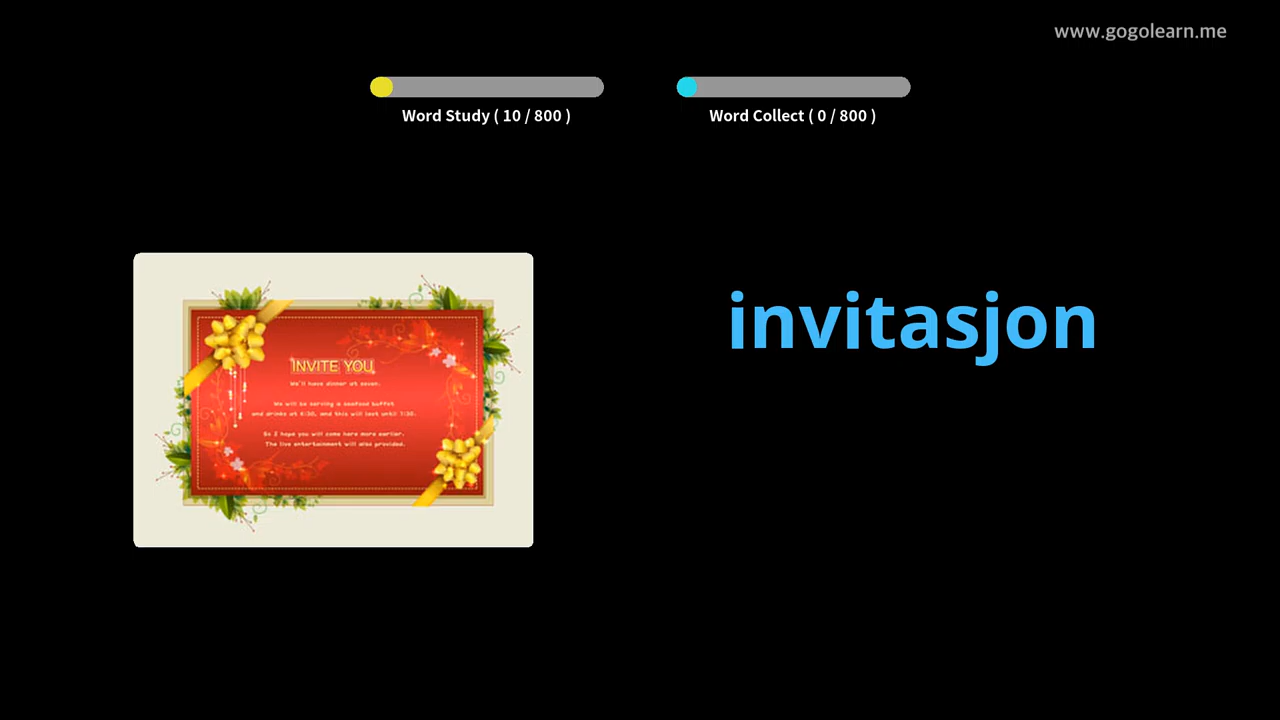 www.gogolearn.me
Word Study ( 10 / 800 )
Word Collect ( 0 / 800 )
invitasjon
INVITE YOU
We'll have dinner at seven.
We will be serving a seafood buffet
and drinks at 6:30, and this will last until 7:30.
So I hope you will come here more earlier.
The live entertainment will also provided.